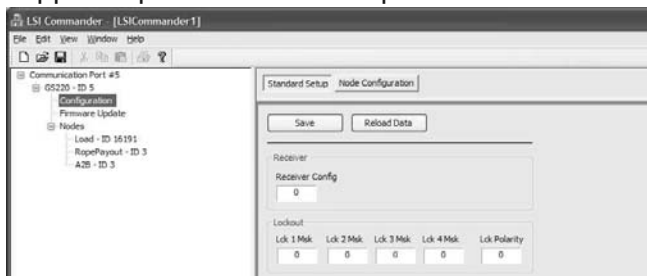 LSI Commander - [LSICommander1]
File Edit View Window Help
Communication Port #5
GS220 - ID 5
Configuration
Firmware Update
Nodes
Load - ID 16191
RopePayout - ID 3
A2B - ID 3
Standard Setup Node Configuration
Save Reload Data
Receiver
Receiver Config
0
Lockout
Lck 1 Msk Lck 2 Msk Lck 3 Msk Lck 4 Msk Lck Polarity
0 0 0 0 0